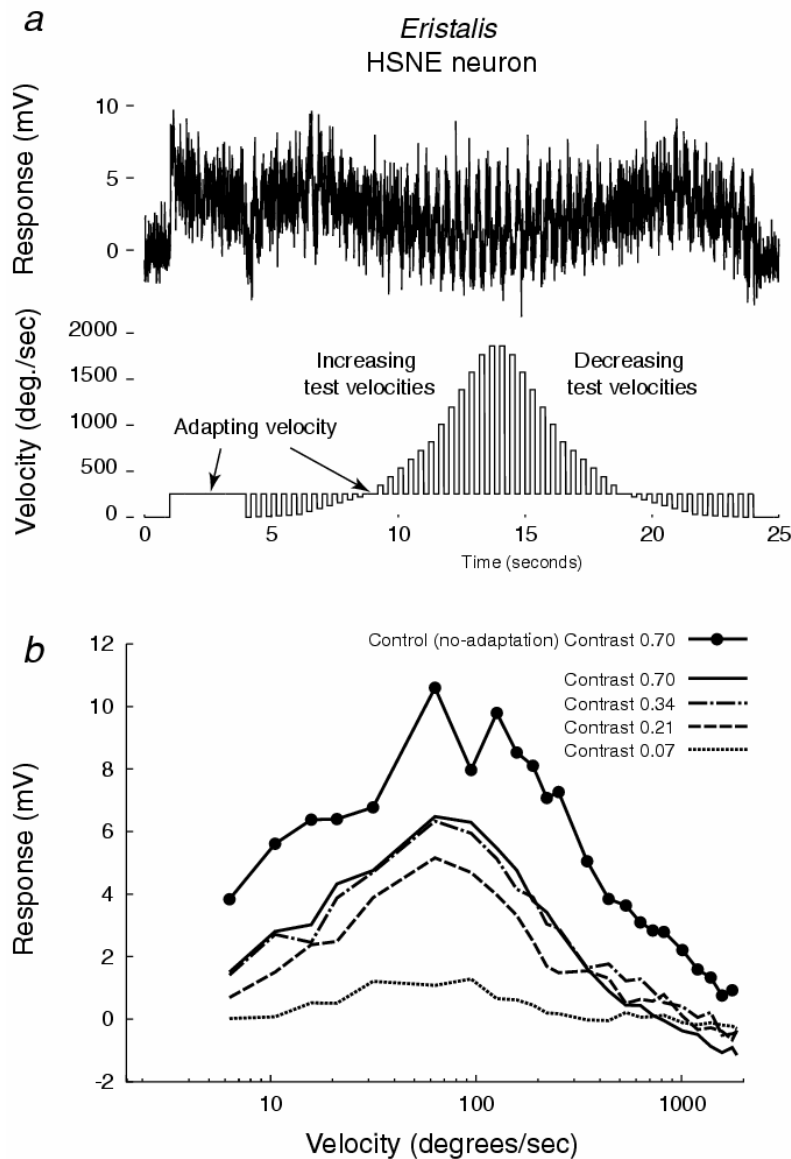 a
Eristalis
HSNE neuron
Response (mV)
10
5
0
Velocity (deg./sec)
2000
1500
1000
500
0
Increasing
test velocities
Decreasing
test velocities
Adapting velocity
0 5 10 15 20 25
Time (seconds)
b
Response (mV)
12
10
8
6
4
2
0
-2
Control (no-adaptation) Contrast 0.70
Contrast 0.70
Contrast 0.34
Contrast 0.21
Contrast 0.07
10 100 1000
Velocity (degrees/sec)